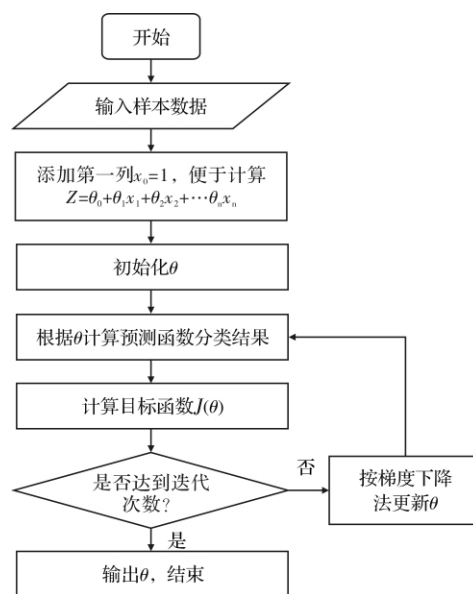 开始
输入样本数据
添加第一列x₀=1，便于计算
Z=θ₀+θ₁x₁+θ₂x₂+⋯θₙxₙ
初始化θ
根据θ计算预测函数分类结果
计算目标函数J(θ)
是否达到迭代
次数?
否
按梯度下降
法更新θ
是
输出θ，结束